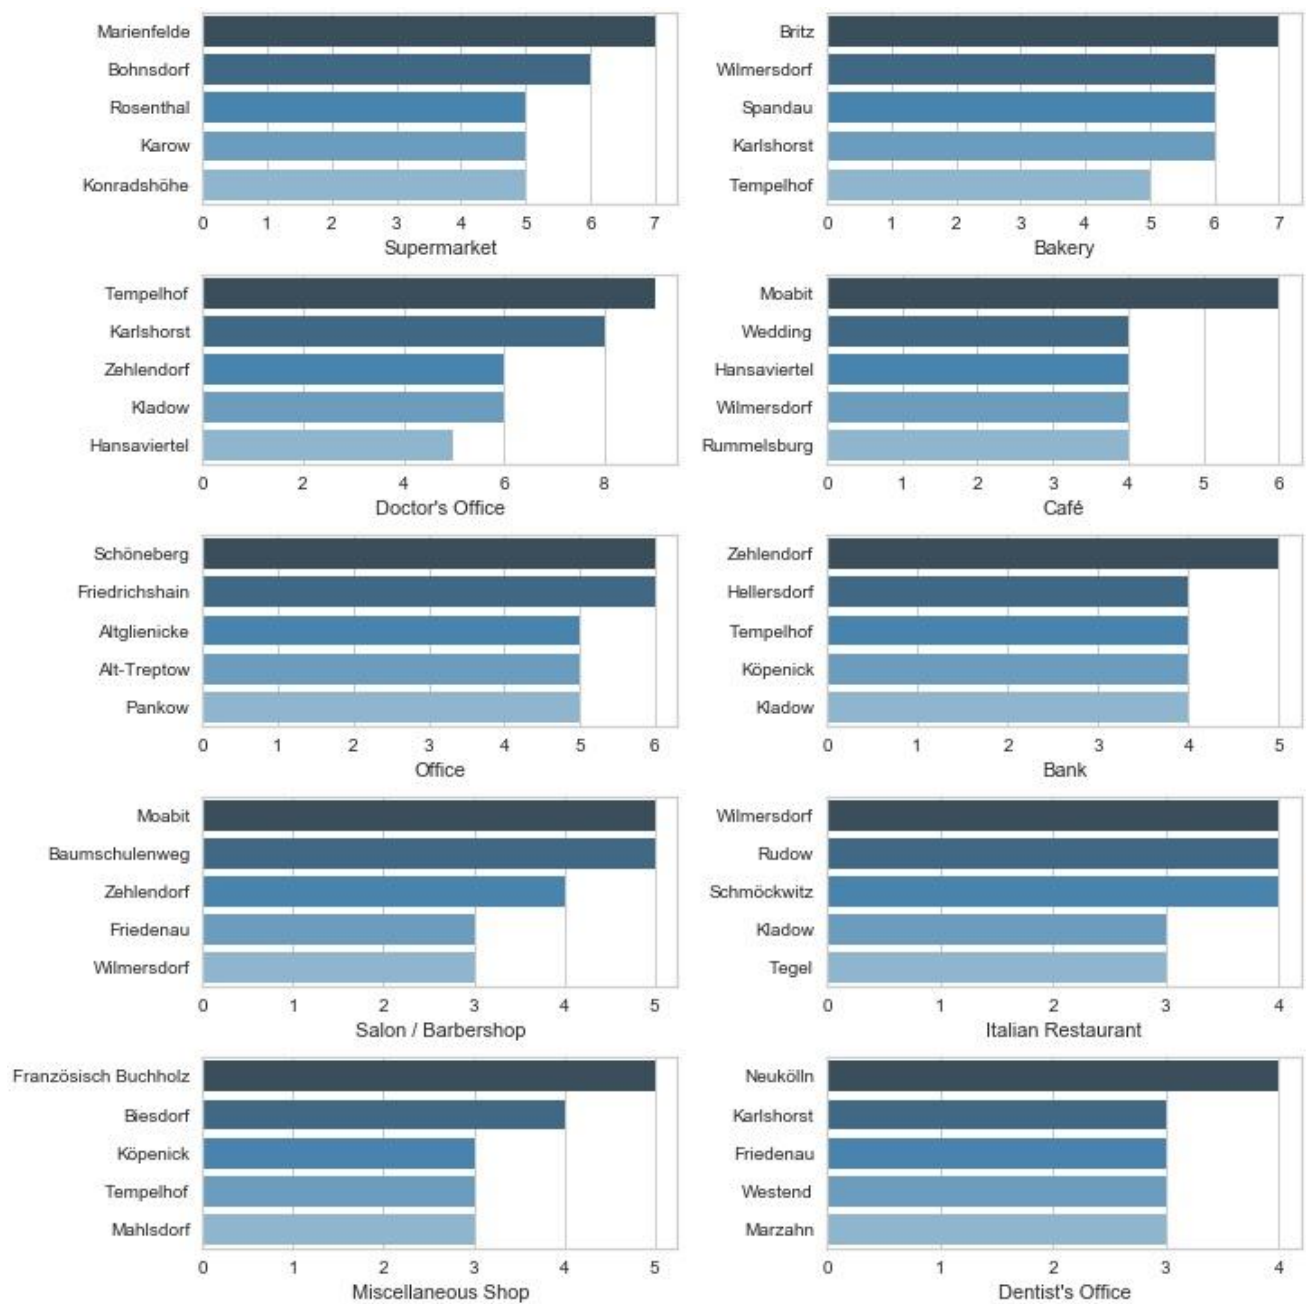 Marienfelde
Bohnsdorf
Rosenthal
Karow
Konradshöhe
0 1 2 3 4 5 6 7
Supermarket
Britz
Wilmersdorf
Spandau
Karlshorst
Tempelhof
0 1 2 3 4 5 6 7
Bakery
Tempelhof
Karlshorst
Zehlendorf
Kladow
Hansaviertel
0 2 4 6 8
Doctor's Office
Moabit
Wedding
Hansaviertel
Wilmersdorf
Rummelsburg
0 1 2 3 4 5 6
Café
Schöneberg
Friedrichshain
Altglienicke
Alt-Treptow
Pankow
0 1 2 3 4 5 6
Office
Zehlendorf
Hellersdorf
Tempelhof
Köpenick
Kladow
0 1 2 3 4 5
Bank
Moabit
Baumschulenweg
Zehlendorf
Friedenau
Wilmersdorf
0 1 2 3 4 5
Salon / Barbershop
Wilmersdorf
Rudow
Schmöckwitz
Kladow
Tegel
0 1 2 3 4
Italian Restaurant
Französisch Buchholz
Biesdorf
Köpenick
Tempelhof
Mahlsdorf
0 1 2 3 4 5
Miscellaneous Shop
Neukölln
Karlshorst
Friedenau
Westend
Marzahn
0 1 2 3 4
Dentist's Office